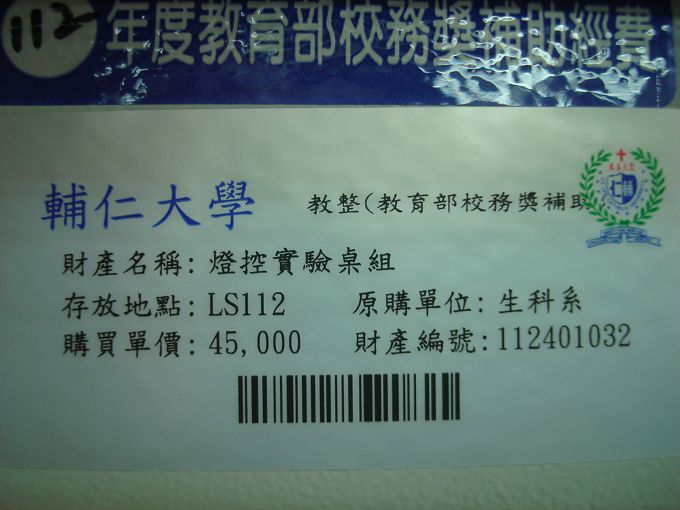 112 年度教育部校務獎補助經費
輔仁大學 教整(教育部校務獎補助
財產名稱: 燈控實驗桌組
存放地點: LS112 原購單位: 生科系
購買單價: 45,000 財產編號: 112401032